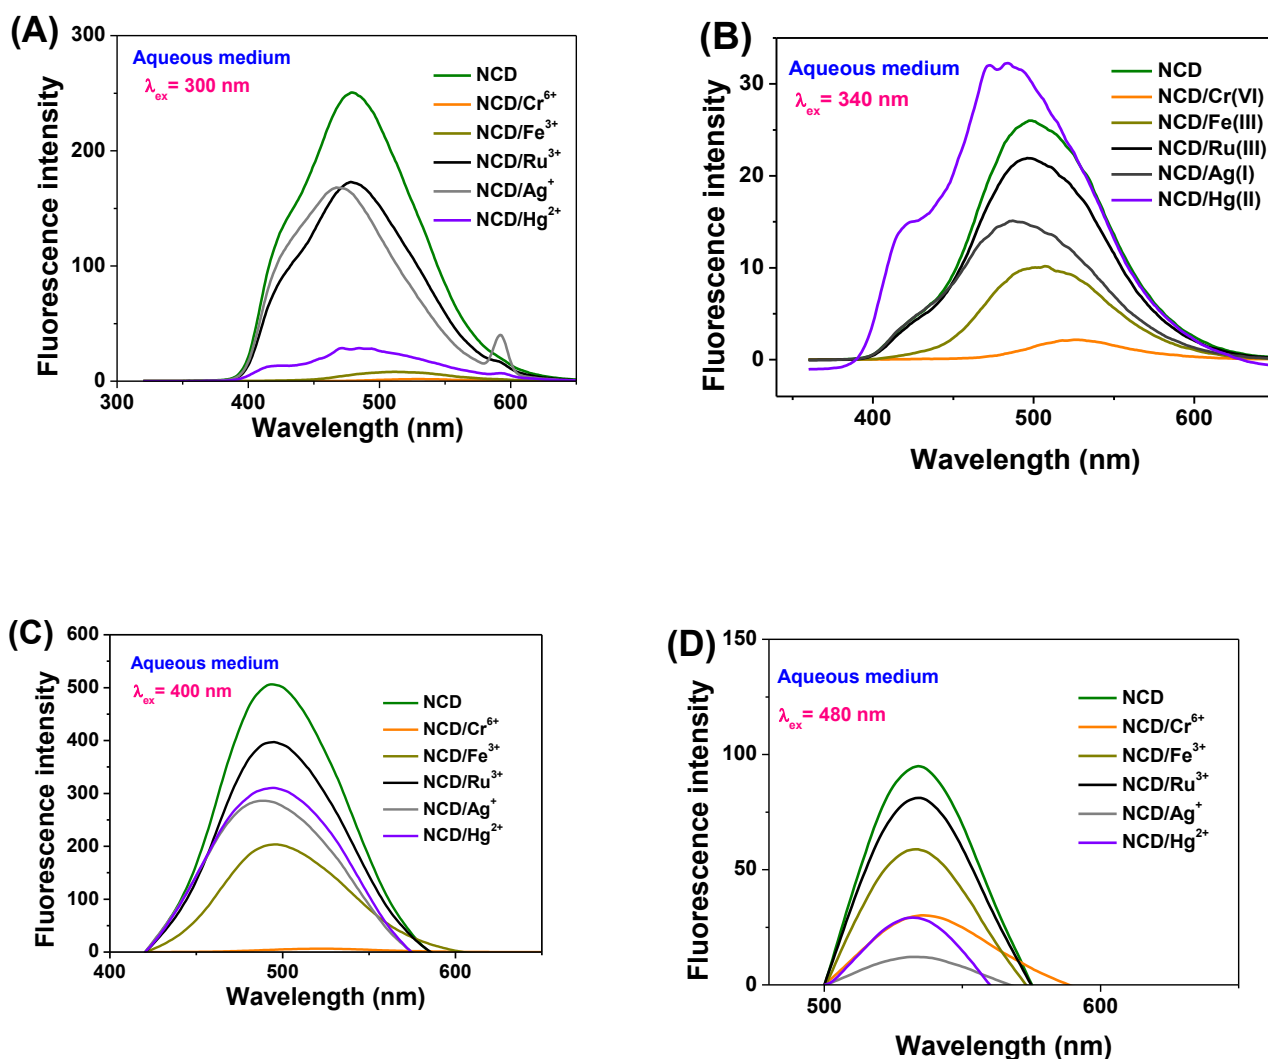 (A)
Aqueous medium
λex= 300 nm
NCD
NCD/Cr6+
NCD/Fe3+
NCD/Ru3+
NCD/Ag+
NCD/Hg2+
Fluorescence intensity
300
200
100
0
300 400 500 600
Wavelength (nm)
(B)
Aqueous medium
λex= 340 nm
NCD
NCD/Cr(VI)
NCD/Fe(III)
NCD/Ru(III)
NCD/Ag(I)
NCD/Hg(II)
Fluorescence intensity
30
20
10
0
400 500 600
Wavelength (nm)
(C)
Aqueous medium
λex= 400 nm
NCD
NCD/Cr6+
NCD/Fe3+
NCD/Ru3+
NCD/Ag+
NCD/Hg2+
Fluorescence intensity
600
500
400
300
200
100
0
400 500 600
Wavelength (nm)
(D)
Aqueous medium
λex= 480 nm
NCD
NCD/Cr6+
NCD/Fe3+
NCD/Ru3+
NCD/Ag+
NCD/Hg2+
Fluorescence intensity
150
100
50
0
500 600
Wavelength (nm)